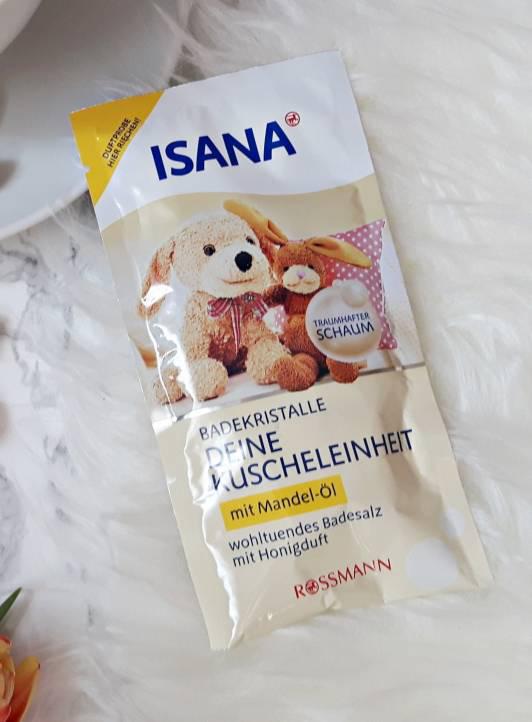 DUFTPROBE
HIER RIECHEN!
ISANA
TRAUMHAFTER
SCHAUM
BADEKRISTALLE
DEINE
KUSCHELEINHEIT
mit Mandel-Öl
wohltuendes Badesalz
mit Honigduft
ROSSMANN